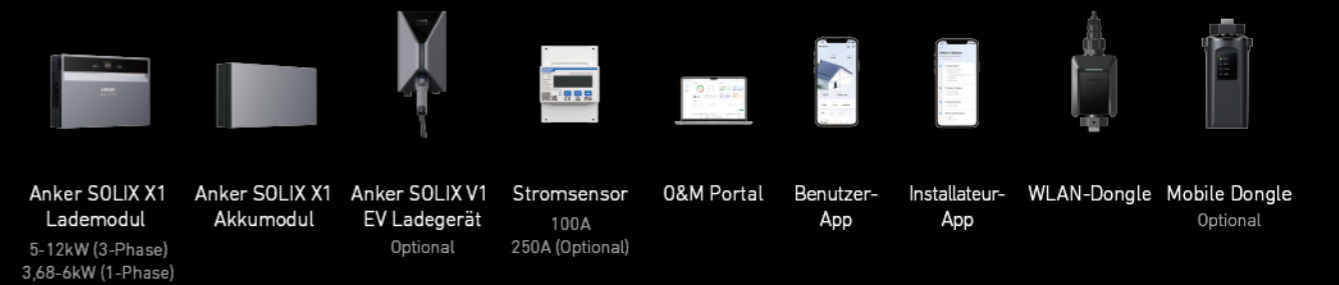 Anker SOLIX X1
Lademodul
5-12kW (3-Phase)
3,68-6kW (1-Phase)
Anker SOLIX X1
Akkumodul
Anker SOLIX V1
EV Ladegerät
Optional
Stromsensor
100A
250A (Optional)
O&M Portal
Benutzer-
App
Installateur-
App
WLAN-Dongle
Mobile Dongle
Optional